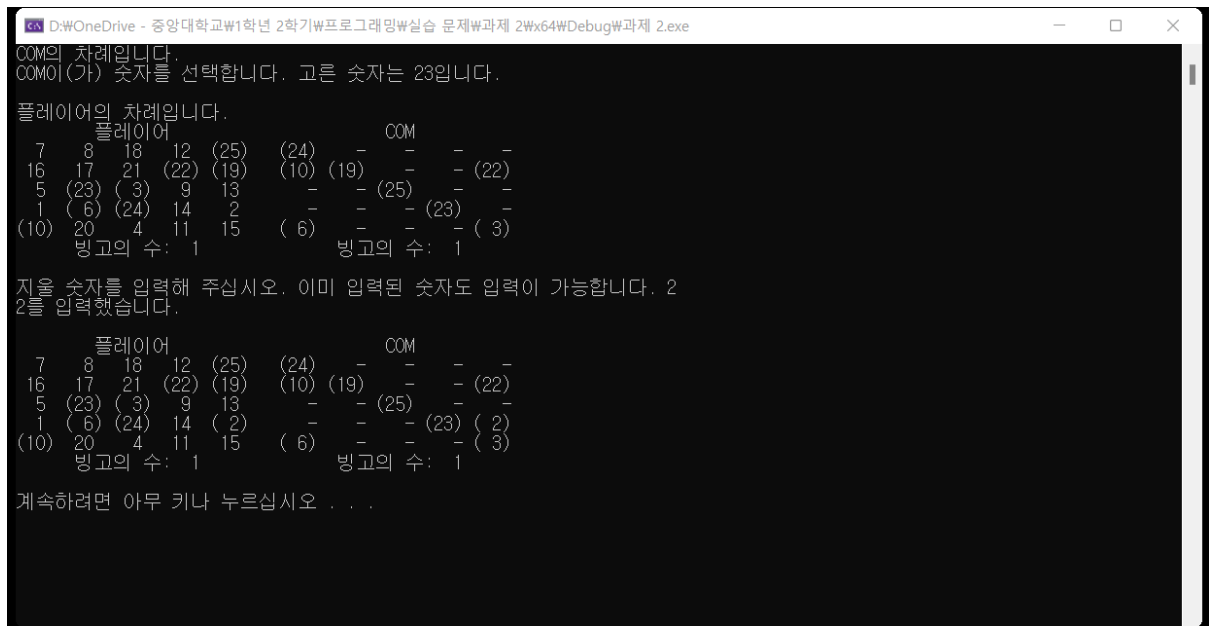 D:₩OneDrive - 중앙대학교₩1학년 2학기₩프로그래밍₩실습 문제₩과제 2₩x64₩Debug₩과제 2.exe
COM의 차례입니다.
COM이(가) 숫자를 선택합니다. 고른 숫자는 23입니다.
플레이어의 차례입니다.
플레이어 COM
7 8 18 12 (25) (24) - - - -
16 17 21 (22) (19) (10) (19) - - (22)
5 (23) ( 3) 9 13 - - (25) - -
1 ( 6) (24) 14 2 - - - (23) -
(10) 20 4 11 15 ( 6) - - - ( 3)
빙고의 수: 1 빙고의 수: 1
지울 숫자를 입력해 주십시오. 이미 입력된 숫자도 입력이 가능합니다. 2
2를 입력했습니다.
플레이어 COM
7 8 18 12 (25) (24) - - - -
16 17 21 (22) (19) (10) (19) - - (22)
5 (23) ( 3) 9 13 - - (25) - -
1 ( 6) (24) 14 ( 2) - - - (23) ( 2)
(10) 20 4 11 15 ( 6) - - - ( 3)
빙고의 수: 1 빙고의 수: 1
계속하려면 아무 키나 누르십시오 . . .